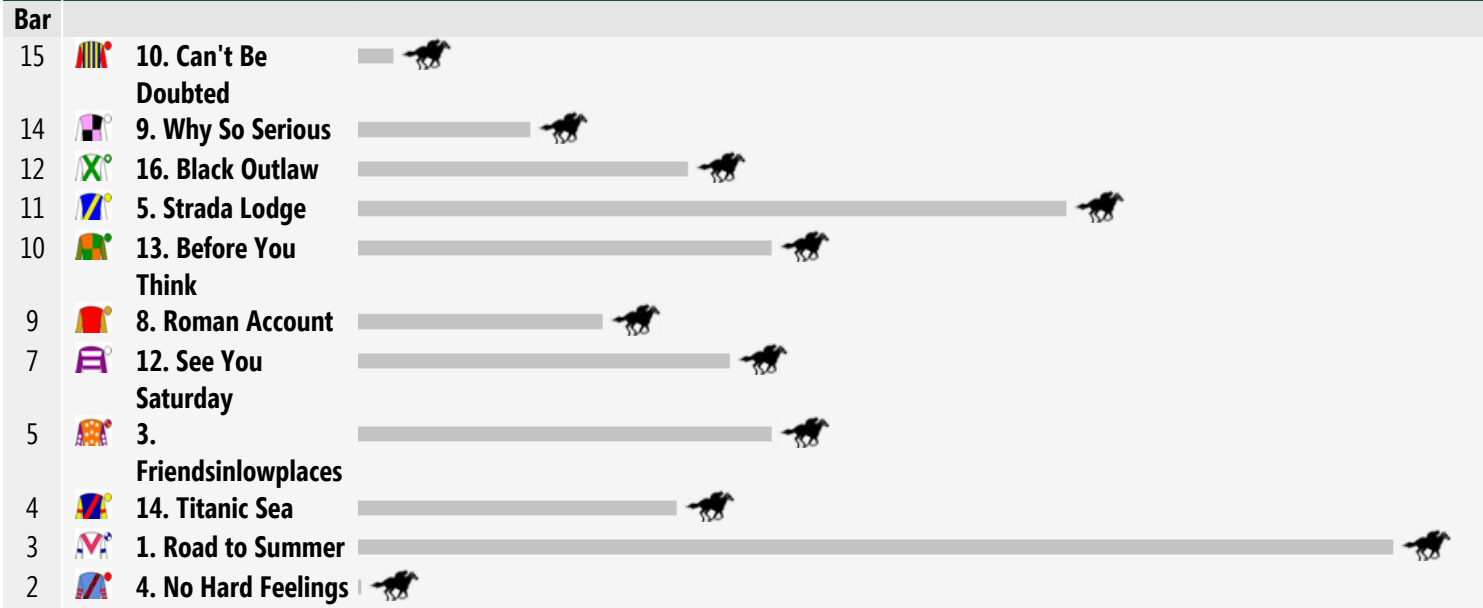 Bar
15 10. Can't Be
Doubted
14 9. Why So Serious
12 16. Black Outlaw
11 5. Strada Lodge
10 13. Before You
Think
9 8. Roman Account
7 12. See You
Saturday
5 3.
Friendsinlowplaces
4 14. Titanic Sea
3 1. Road to Summer
2 4. No Hard Feelings